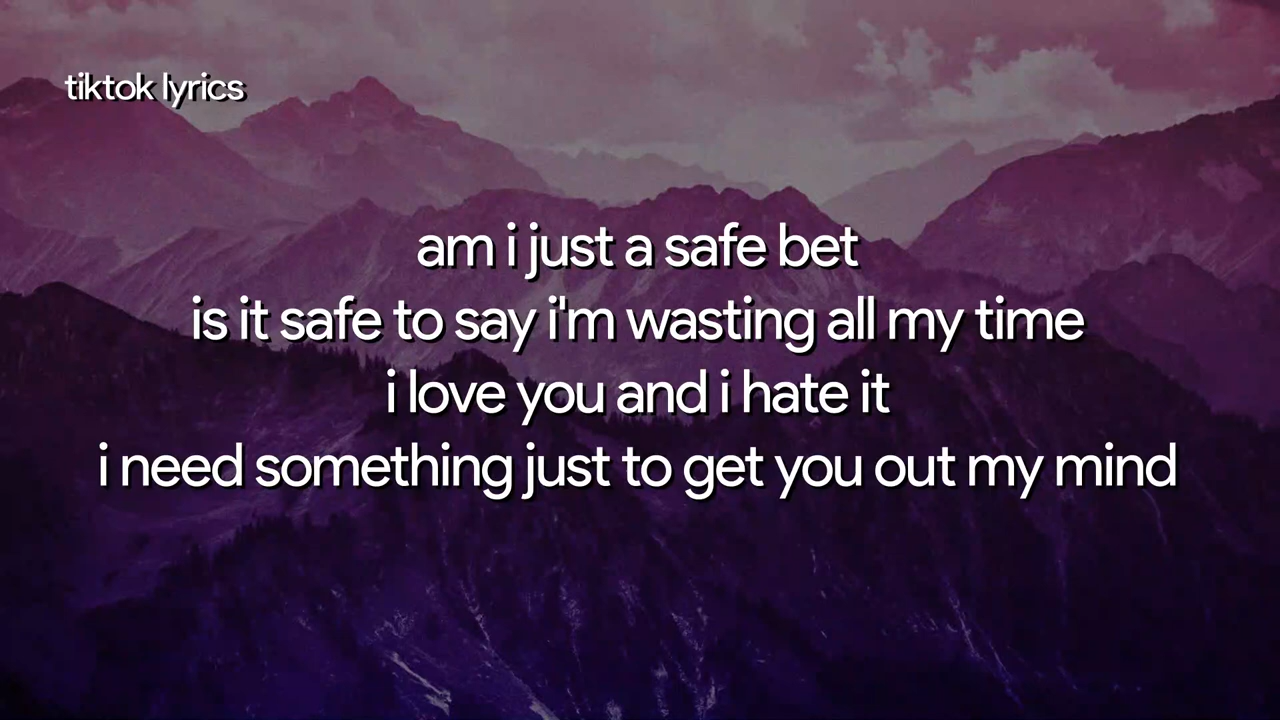 tiktok lyrics
am i just a safe bet
is it safe to say i'm wasting all my time
i love you and i hate it
i need something just to get you out my mind